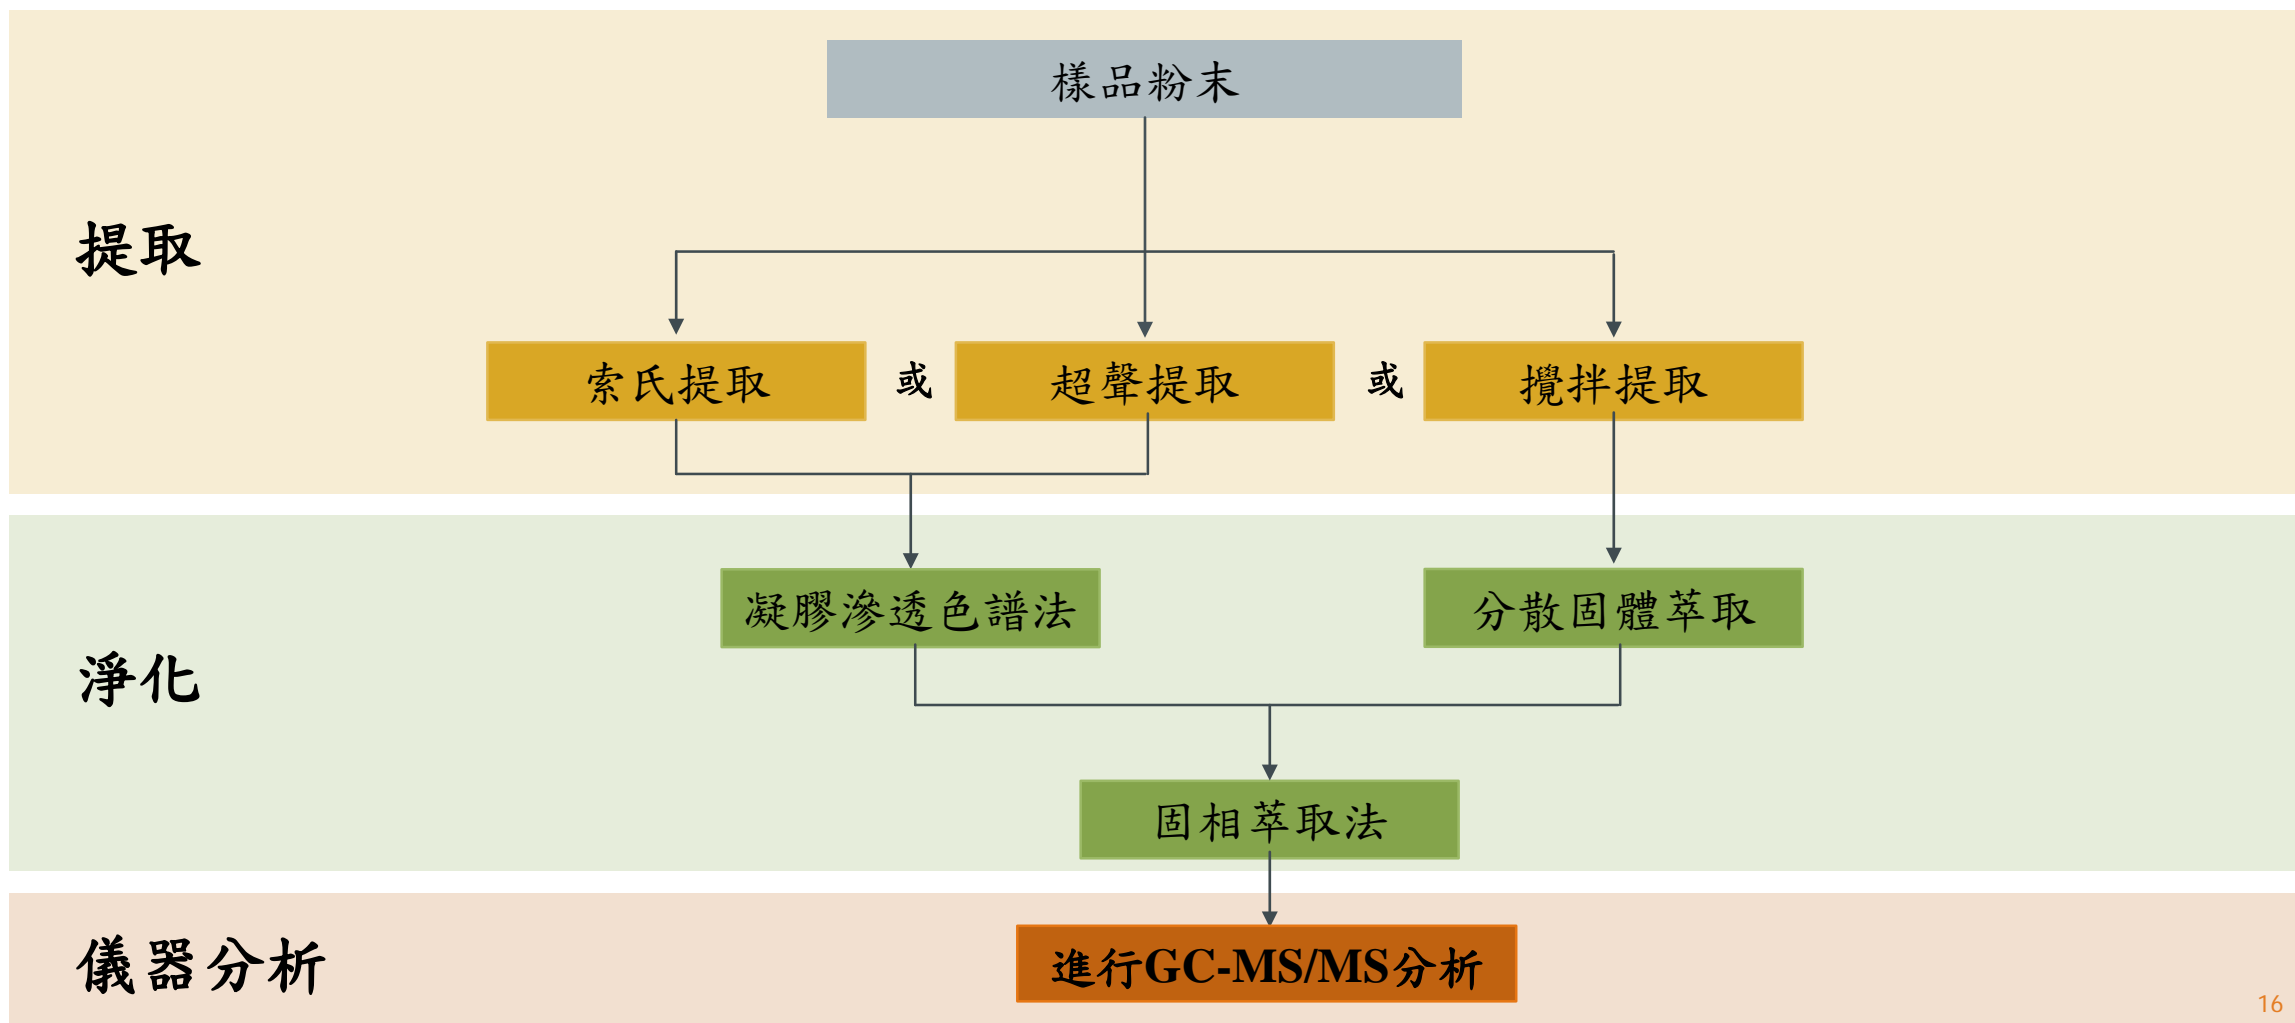 樣品粉末
提取
索氏提取 或 超聲提取 或 攪拌提取
凝膠滲透色譜法 分散固體萃取
淨化
固相萃取法
儀器分析 進行GC-MS/MS分析
16